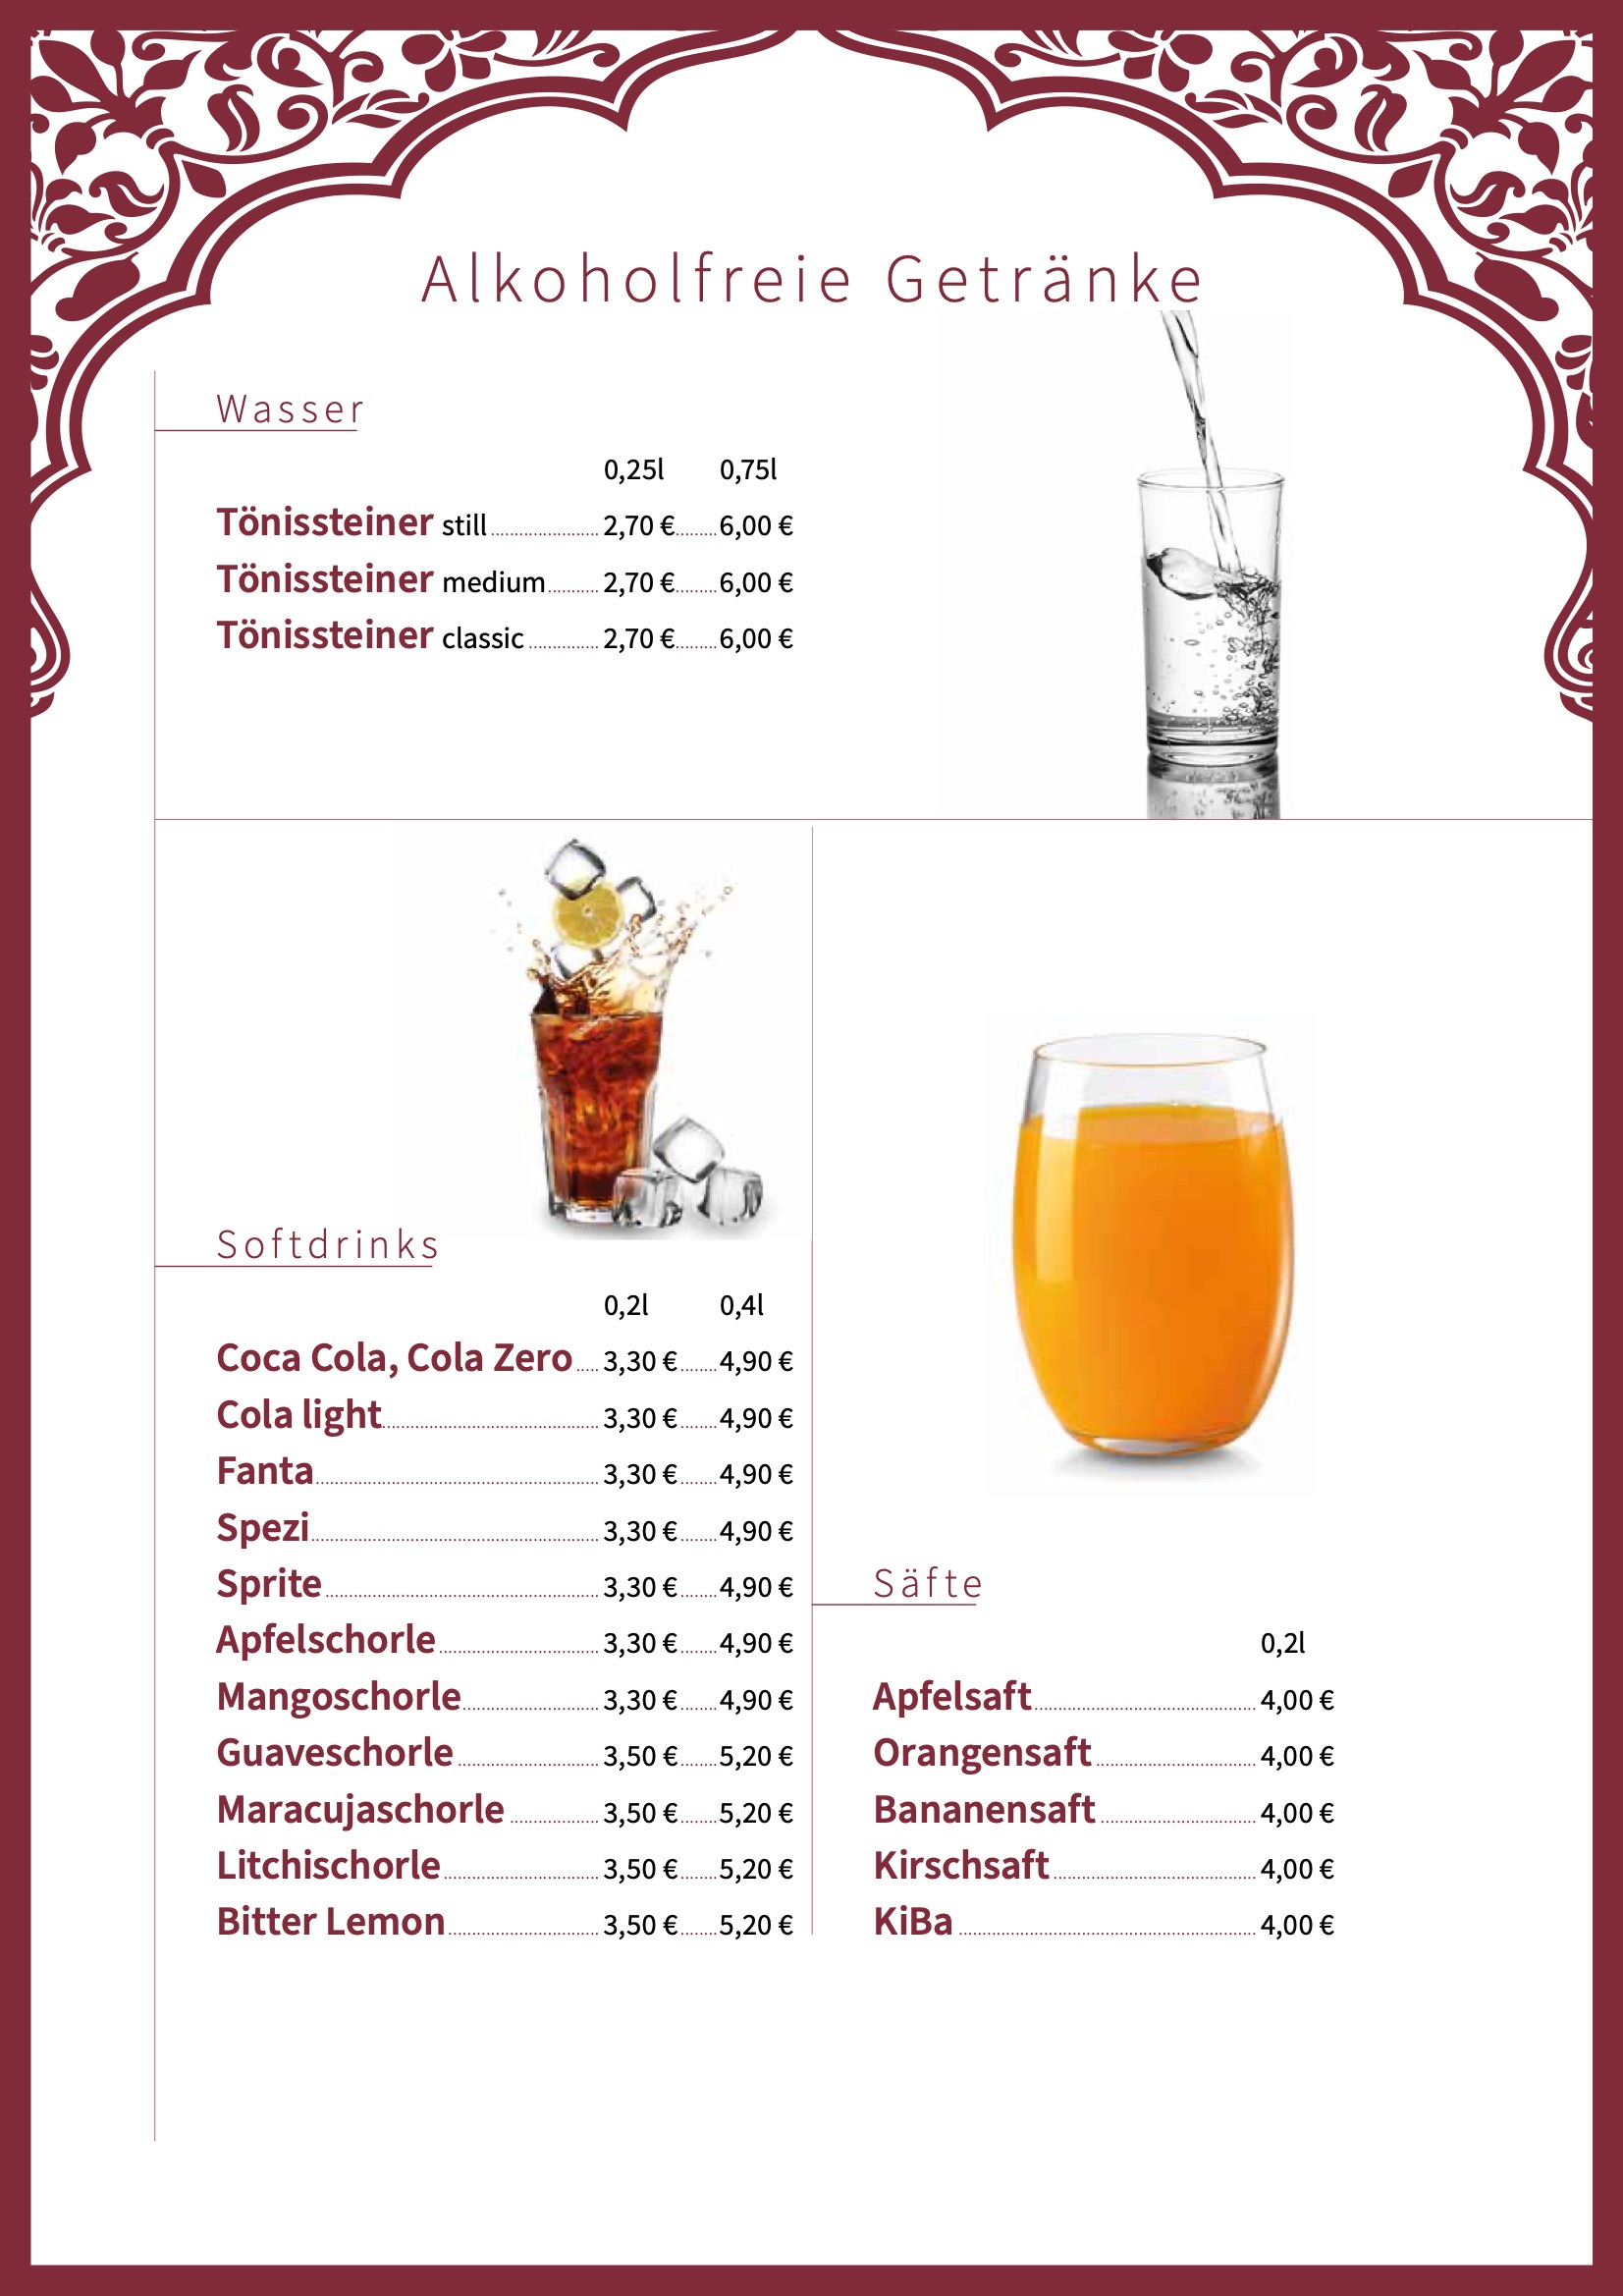 Alkoholfreie Getränke
Wasser
0,25l 0,75l
Tönissteiner still 2,70 € 6,00 €
Tönissteiner medium 2,70 € 6,00 €
Tönissteiner classic 2,70 € 6,00 €
Softdrinks
0,2l 0,4l
Coca Cola, Cola Zero 3,30 € 4,90 €
Cola light 3,30 € 4,90 €
Fanta 3,30 € 4,90 €
Spezi 3,30 € 4,90 €
Sprite 3,30 € 4,90 €
Apfelschorle 3,30 € 4,90 €
Mangoschorle 3,30 € 4,90 €
Guaveschorle 3,50 € 5,20 €
Maracujaschorle 3,50 € 5,20 €
Litchischorle 3,50 € 5,20 €
Bitter Lemon 3,50 € 5,20 €
Säfte
0,2l
Apfelsaft 4,00 €
Orangensaft 4,00 €
Bananensaft 4,00 €
Kirschsaft 4,00 €
KiBa 4,00 €